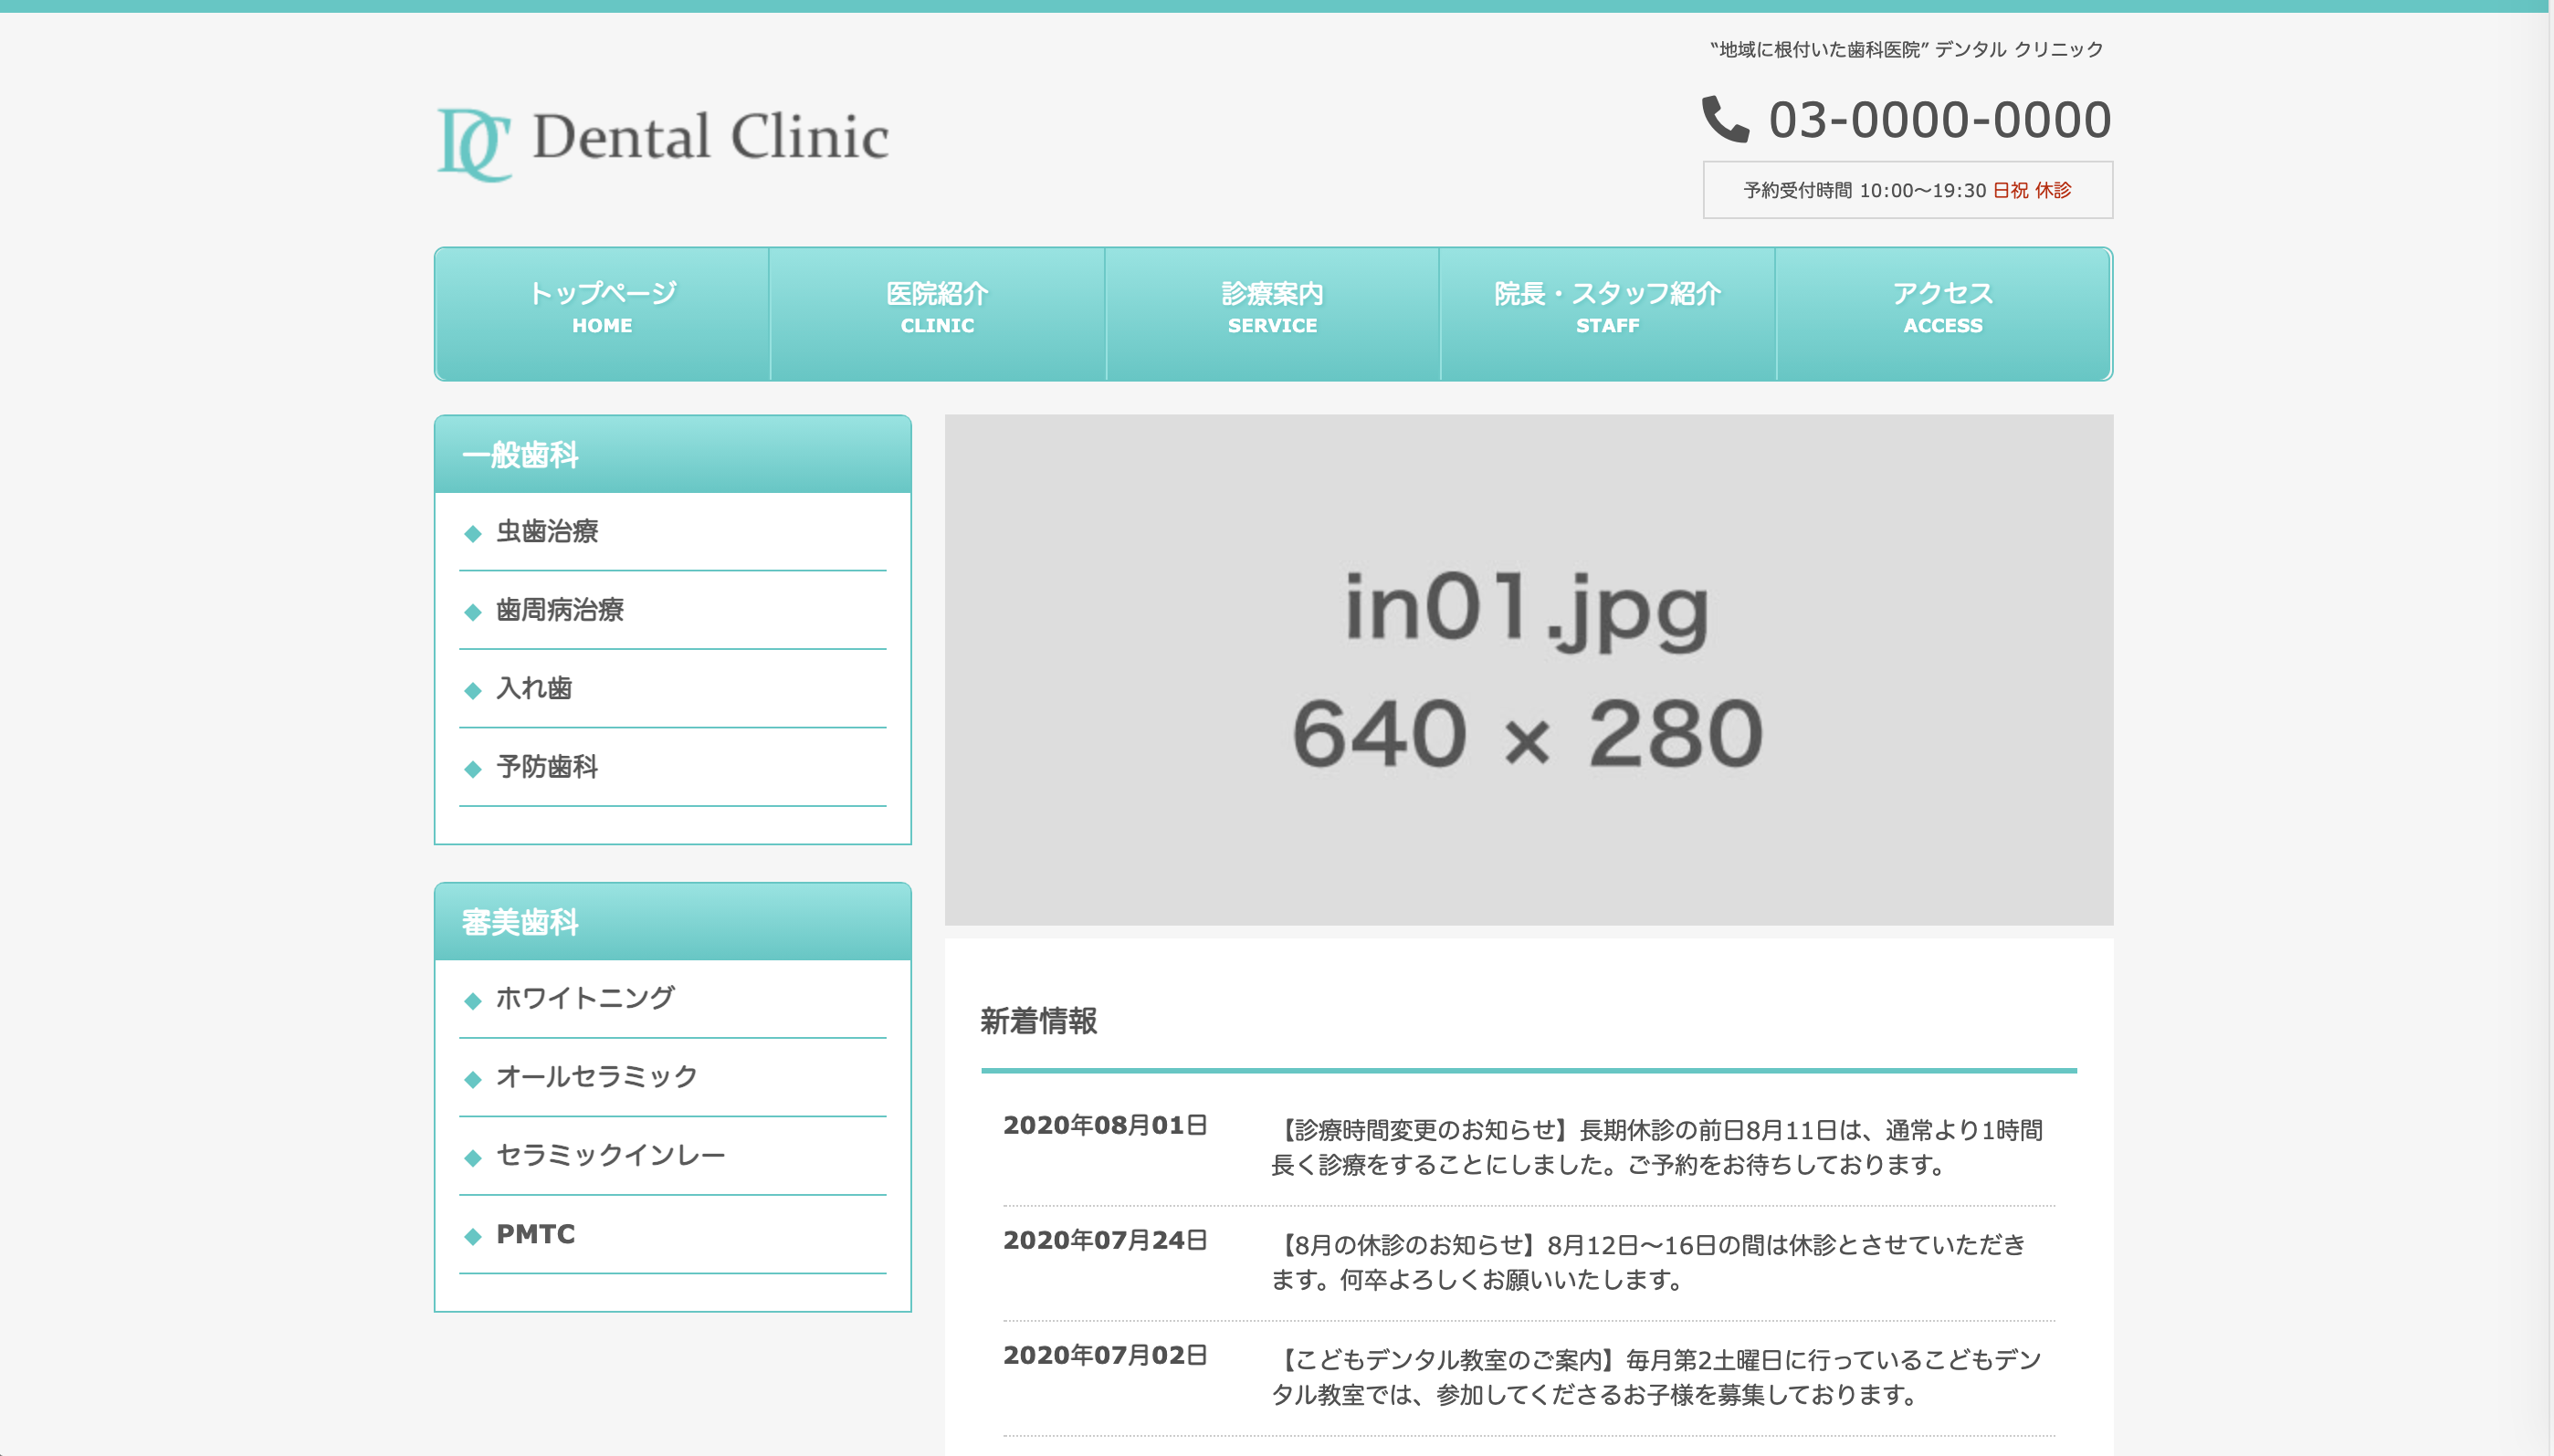 “地域に根付いた歯科医院” デンタル クリニック
DC Dental Clinic
03-0000-0000
予約受付時間 10:00〜19:30 日祝 休診
トップページ
HOME
医院紹介
CLINIC
診療案内
SERVICE
院長・スタッフ紹介
STAFF
アクセス
ACCESS
一般歯科
虫歯治療
歯周病治療
入れ歯
予防歯科
審美歯科
ホワイトニング
オールセラミック
セラミックインレー
PMTC
in01.jpg
640 × 280
新着情報
2020年08月01日
【診療時間変更のお知らせ】長期休診の前日8月11日は、通常より1時間
長く診療をすることにしました。ご予約をお待ちしております。
2020年07月24日
【8月の休診のお知らせ】8月12日〜16日の間は休診とさせていただき
ます。何卒よろしくお願いいたします。
2020年07月02日
【こどもデンタル教室のご案内】毎月第2土曜日に行っているこどもデン
タル教室では、参加してくださるお子様を募集しております。